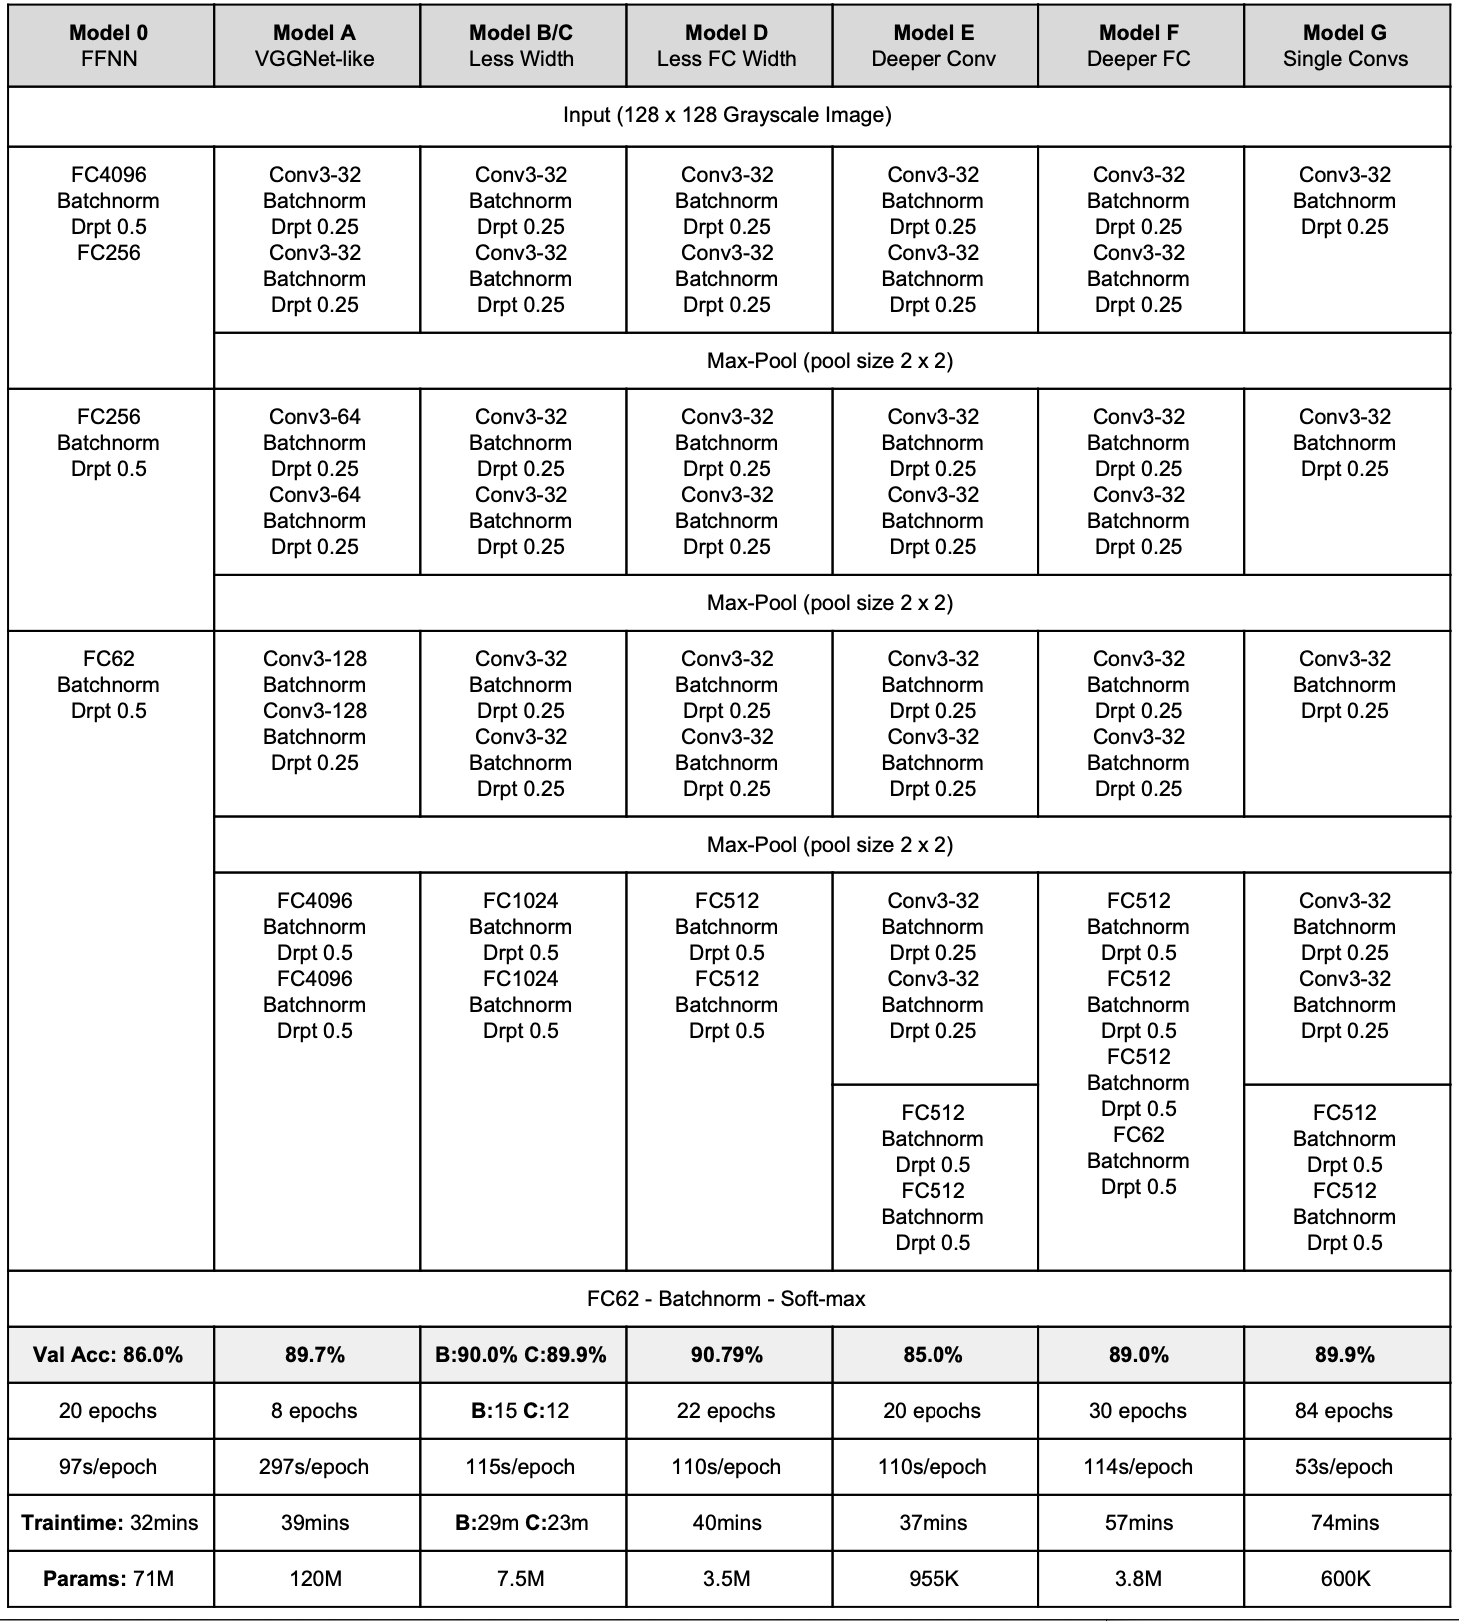 Model 0
FFNN
Model A
VGGNet-like
Model B/C
Less Width
Model D
Less FC Width
Model E
Deeper Conv
Model F
Deeper FC
Model G
Single Convs
Input (128 x 128 Grayscale Image)
FC4096
Batchnorm
Drpt 0.5
FC256
Conv3-32
Batchnorm
Drpt 0.25
Conv3-32
Batchnorm
Drpt 0.25
Conv3-32
Batchnorm
Drpt 0.25
Conv3-32
Batchnorm
Drpt 0.25
Conv3-32
Batchnorm
Drpt 0.25
Conv3-32
Batchnorm
Drpt 0.25
Conv3-32
Batchnorm
Drpt 0.25
Conv3-32
Batchnorm
Drpt 0.25
Conv3-32
Batchnorm
Drpt 0.25
Conv3-32
Batchnorm
Drpt 0.25
Conv3-32
Batchnorm
Drpt 0.25
Max-Pool (pool size 2 x 2)
FC256
Batchnorm
Drpt 0.5
Conv3-64
Batchnorm
Drpt 0.25
Conv3-64
Batchnorm
Drpt 0.25
Conv3-32
Batchnorm
Drpt 0.25
Conv3-32
Batchnorm
Drpt 0.25
Conv3-32
Batchnorm
Drpt 0.25
Conv3-32
Batchnorm
Drpt 0.25
Conv3-32
Batchnorm
Drpt 0.25
Conv3-32
Batchnorm
Drpt 0.25
Conv3-32
Batchnorm
Drpt 0.25
Conv3-32
Batchnorm
Drpt 0.25
Conv3-32
Batchnorm
Drpt 0.25
Max-Pool (pool size 2 x 2)
FC62
Batchnorm
Drpt 0.5
Conv3-128
Batchnorm
Conv3-128
Batchnorm
Drpt 0.25
Conv3-32
Batchnorm
Drpt 0.25
Conv3-32
Batchnorm
Drpt 0.25
Conv3-32
Batchnorm
Drpt 0.25
Conv3-32
Batchnorm
Drpt 0.25
Conv3-32
Batchnorm
Drpt 0.25
Conv3-32
Batchnorm
Drpt 0.25
Conv3-32
Batchnorm
Drpt 0.25
Conv3-32
Batchnorm
Drpt 0.25
Conv3-32
Batchnorm
Drpt 0.25
Max-Pool (pool size 2 x 2)
FC4096
Batchnorm
Drpt 0.5
FC4096
Batchnorm
Drpt 0.5
FC1024
Batchnorm
Drpt 0.5
FC1024
Batchnorm
Drpt 0.5
FC512
Batchnorm
Drpt 0.5
FC512
Batchnorm
Drpt 0.5
Conv3-32
Batchnorm
Drpt 0.25
Conv3-32
Batchnorm
Drpt 0.25
FC512
Batchnorm
Drpt 0.5
FC512
Batchnorm
Drpt 0.5
FC512
Batchnorm
Drpt 0.5
FC512
Batchnorm
Drpt 0.5
FC512
Batchnorm
Drpt 0.5
FC62
Batchnorm
Drpt 0.5
Conv3-32
Batchnorm
Drpt 0.25
Conv3-32
Batchnorm
Drpt 0.25
FC512
Batchnorm
Drpt 0.5
FC512
Batchnorm
Drpt 0.5
FC62 - Batchnorm - Soft-max
Val Acc: 86.0%
89.7%
B:90.0% C:89.9%
90.79%
85.0%
89.0%
89.9%
20 epochs
8 epochs
B:15 C:12
22 epochs
20 epochs
30 epochs
84 epochs
97s/epoch
297s/epoch
115s/epoch
110s/epoch
110s/epoch
114s/epoch
53s/epoch
Traintime: 32mins
39mins
B:29m C:23m
40mins
37mins
57mins
74mins
Params: 71M
120M
7.5M
3.5M
955K
3.8M
600K